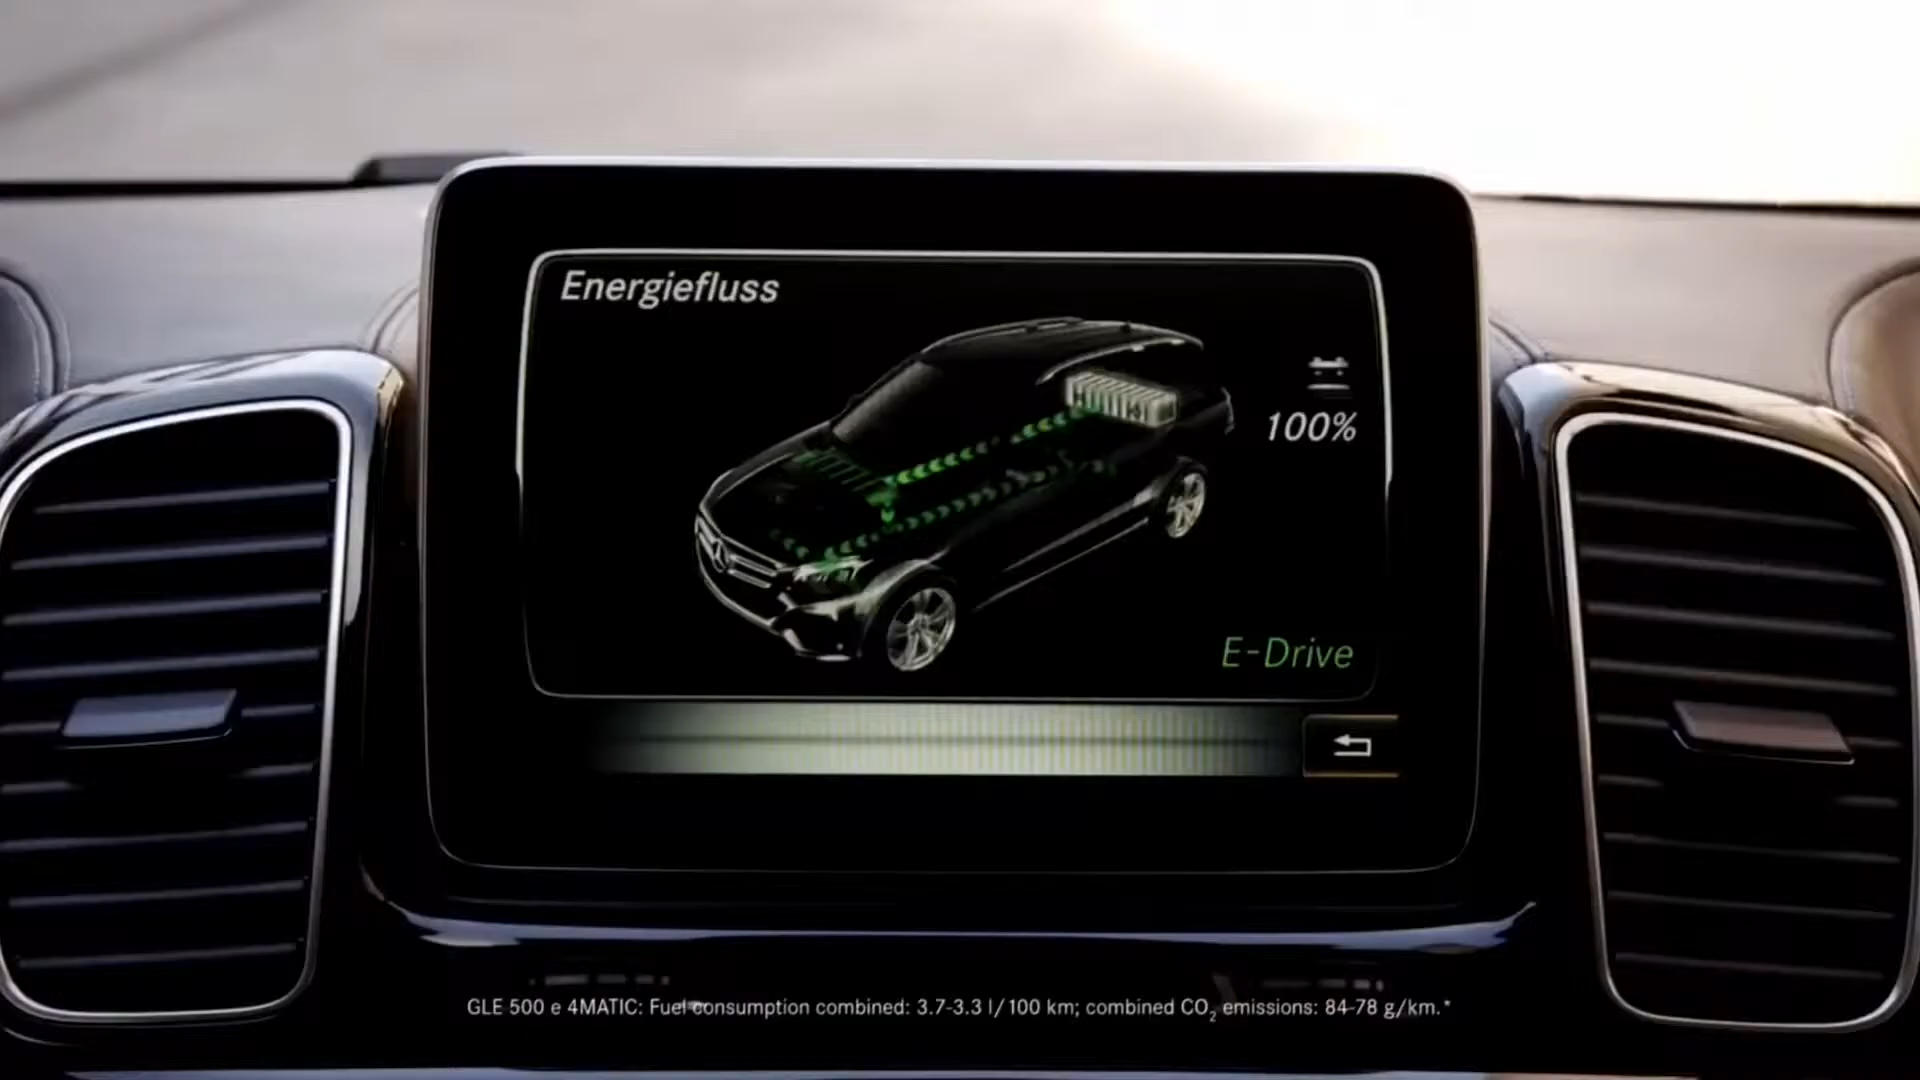 Energiefluss
100%
E-Drive
GLE 500 e 4MATIC: Fuel consumption combined: 3.7-3.3 l/100 km; combined CO₂ emissions: 84-78 g/km.*